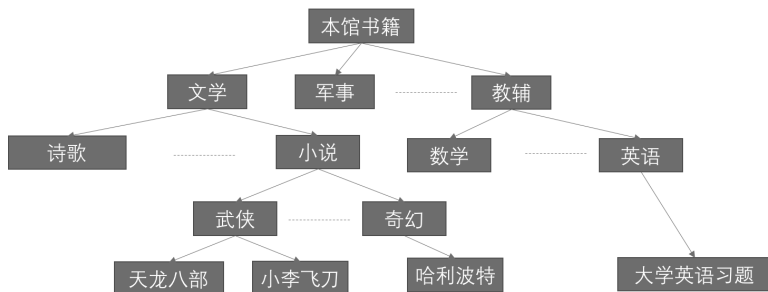 本馆书籍
文学
军事
教辅
诗歌
小说
数学
英语
武侠
奇幻
天龙八部
小李飞刀
哈利波特
大学英语习题